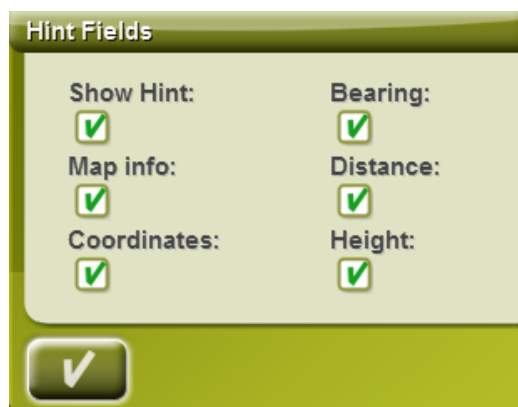 Hint Fields
Show Hint: Bearing:
Map info: Distance:
Coordinates: Height: